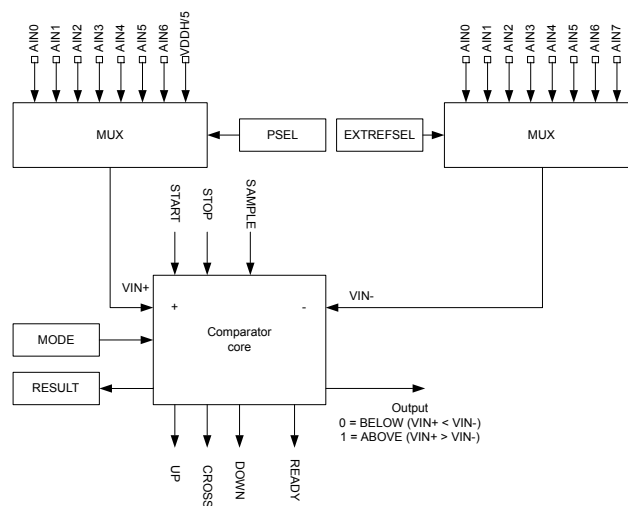 AIN0
AIN1
AIN2
AIN3
AIN4
AIN5
AIN6
VDDH/5
AIN0
AIN1
AIN2
AIN3
AIN4
AIN5
AIN6
AIN7
MUX
PSEL
EXTREFSEL
MUX
START
STOP
SAMPLE
VIN+
VIN-
+
-
Comparator
core
MODE
RESULT
Output
0 = BELOW (VIN+ < VIN-)
1 = ABOVE (VIN+ > VIN-)
UP
CROSS
DOWN
READY